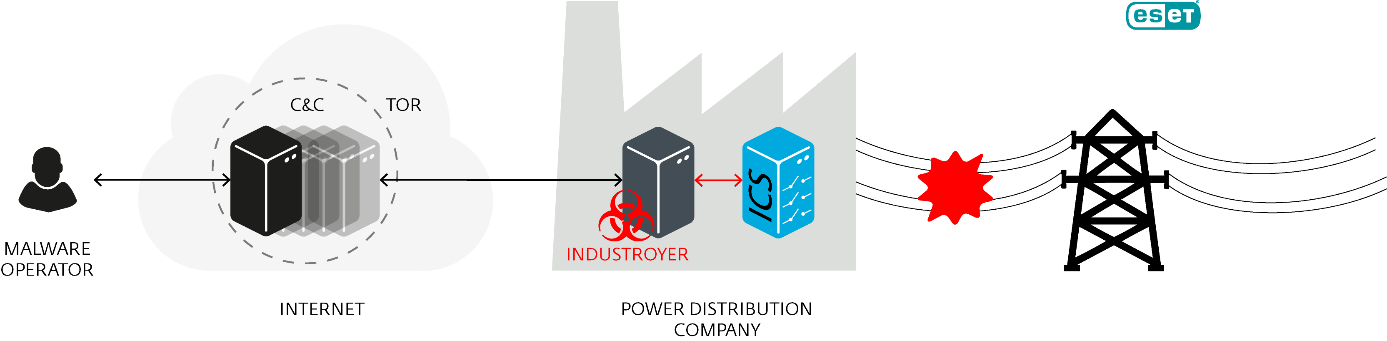 eseT
C&C
TOR
ICS
INDUSTROYER
MALWARE
OPERATOR
INTERNET
POWER DISTRIBUTION
COMPANY